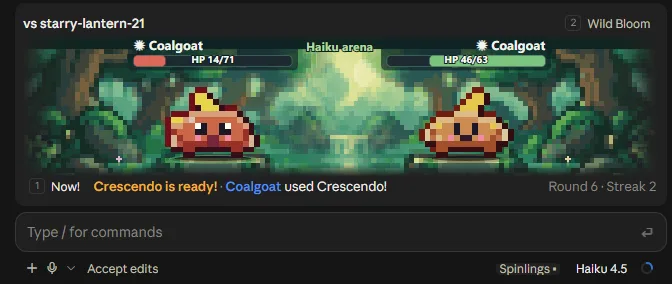 vs starry-lantern-21
2 Wild Bloom
✹ Coalgoat
Haiku arena
✹ Coalgoat
HP 14/71
HP 46/63
1 Now! Crescendo is ready! · Coalgoat used Crescendo!
Round 6 · Streak 2
Type / for commands
Accept edits
Spinlings •
Haiku 4.5